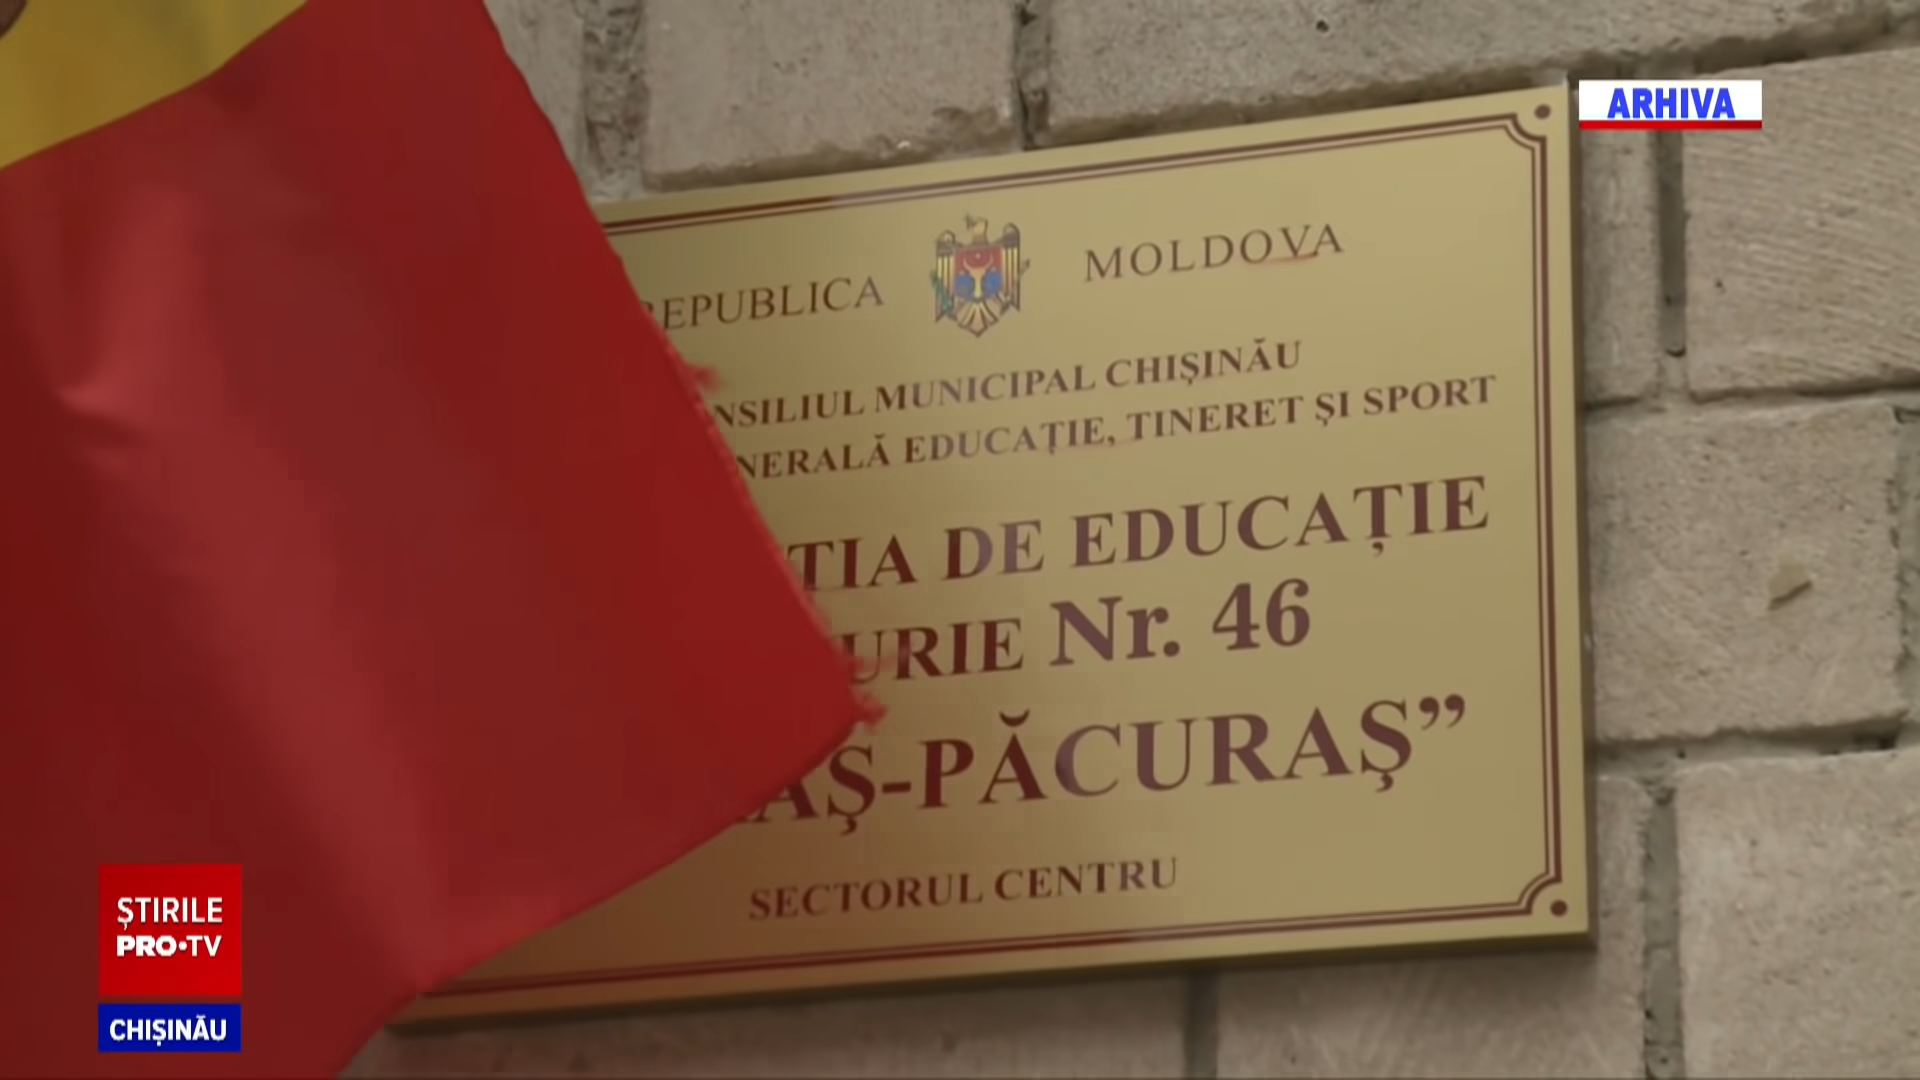 ARHIVA
REPUBLICA MOLDOVA
NSILIUL MUNICIPAL CHIȘINĂU
NERALĂ EDUCAȚIE, TINERET ȘI SPORT
ȚIA DE EDUCAȚIE
URIE Nr. 46
AȘ-PĂCURAȘ”
SECTORUL CENTRU
ȘTIRILE
PRO•TV
CHIȘINĂU